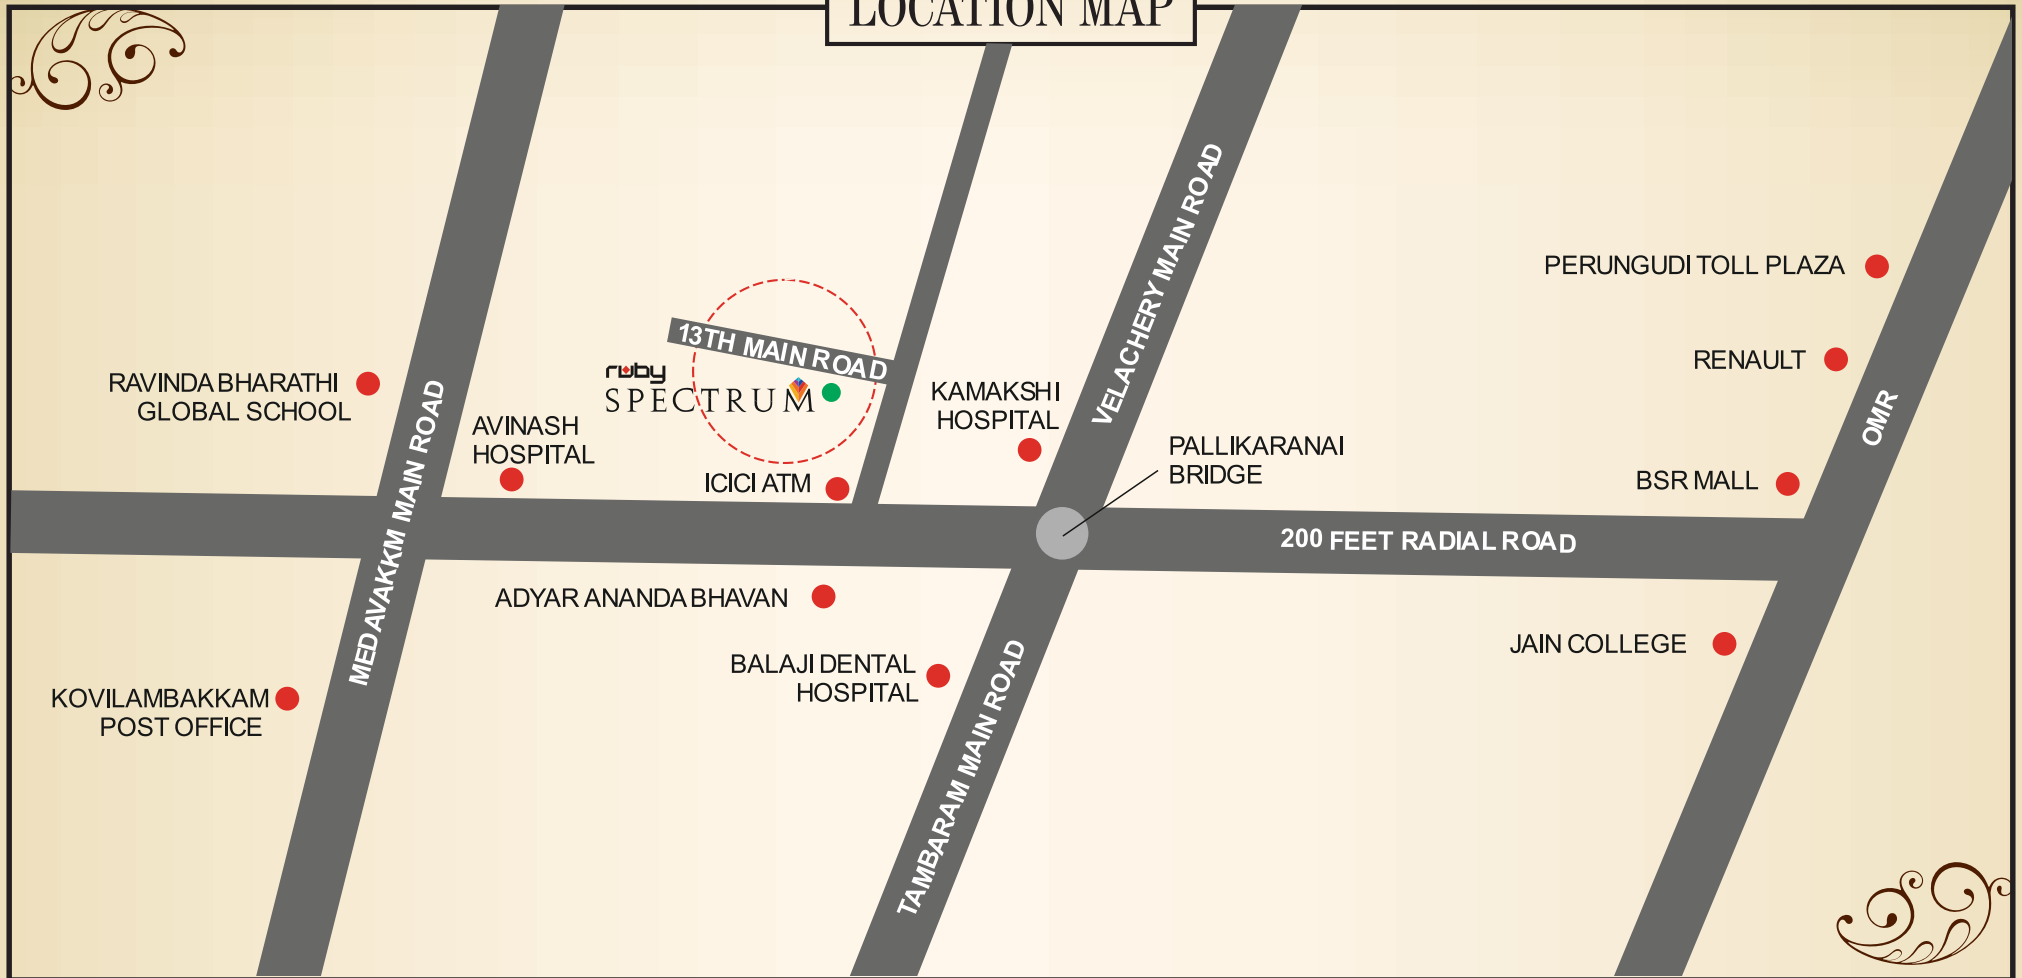 LOCATION MAP
VELACHERY MAIN ROAD
PERUNGUDI TOLL PLAZA
13TH MAIN ROAD
RENAULT
ruby
SPECTRUM
RAVINDA BHARATHI
GLOBAL SCHOOL
KAMAKSHI
HOSPITAL
OMR
AVINASH
HOSPITAL
MEDAVAKKM MAIN ROAD
PALLIKARANAI
BRIDGE
ICICI ATM
BSR MALL
200 FEET RADIAL ROAD
ADYAR ANANDA BHAVAN
JAIN COLLEGE
BALAJI DENTAL
HOSPITAL
KOVILAMBAKKAM
POST OFFICE
TAMBARAM MAIN ROAD